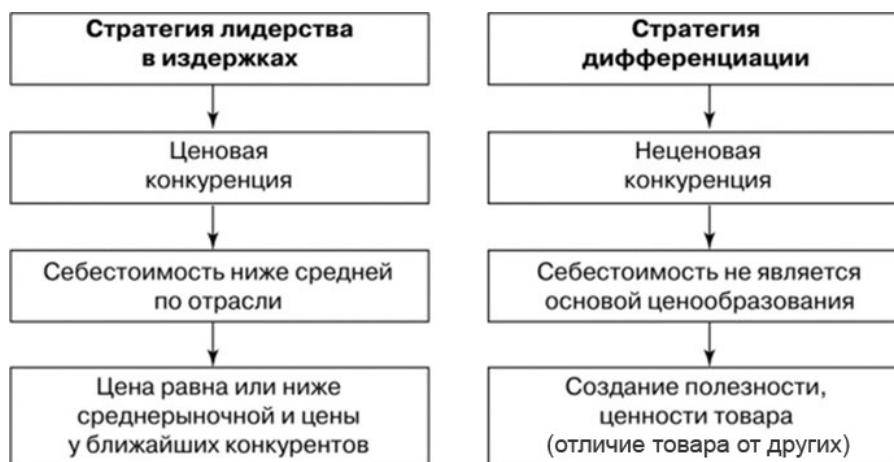 Стратегия лидерства
в издержках
Ценовая
конкуренция
Себестоимость ниже средней
по отрасли
Цена равна или ниже
среднерыночной и цены
у ближайших конкурентов
Стратегия
дифференциации
Неценовая
конкуренция
Себестоимость не является
основой ценообразования
Создание полезности,
ценности товара
(отличие товара от других)